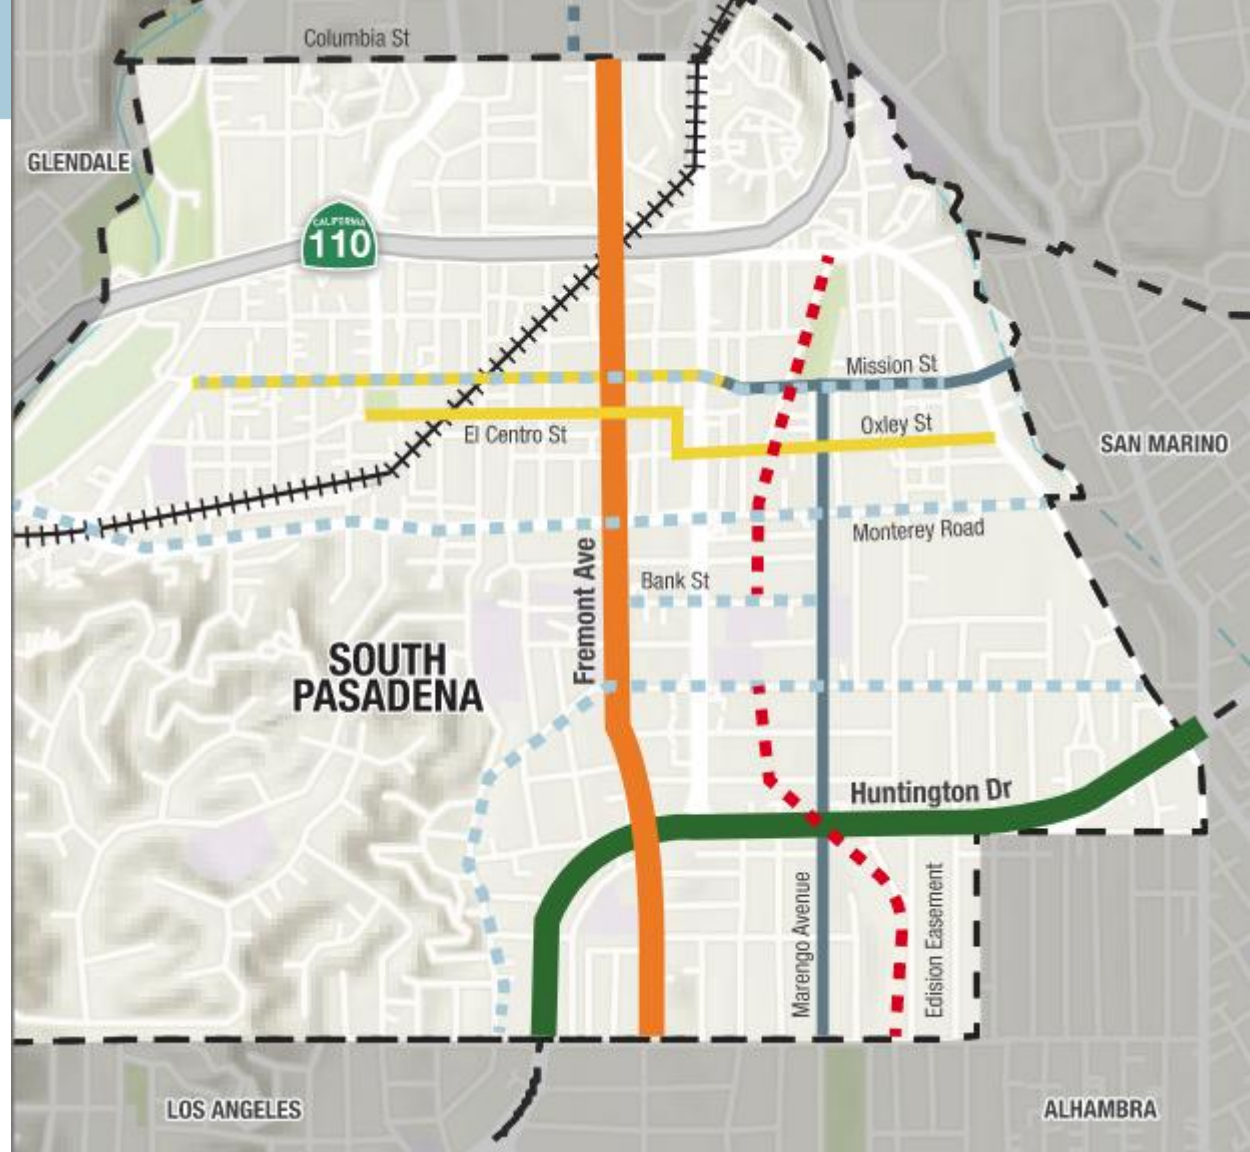 Columbia St
GLENDALE
CALIFORNIA
110
Mission St
Oxley St
El Centro St
SAN MARINO
Monterey Road
Bank St
Fremont Ave
SOUTH
PASADENA
Huntington Dr
Marengo Avenue
Edision Easement
LOS ANGELES
ALHAMBRA